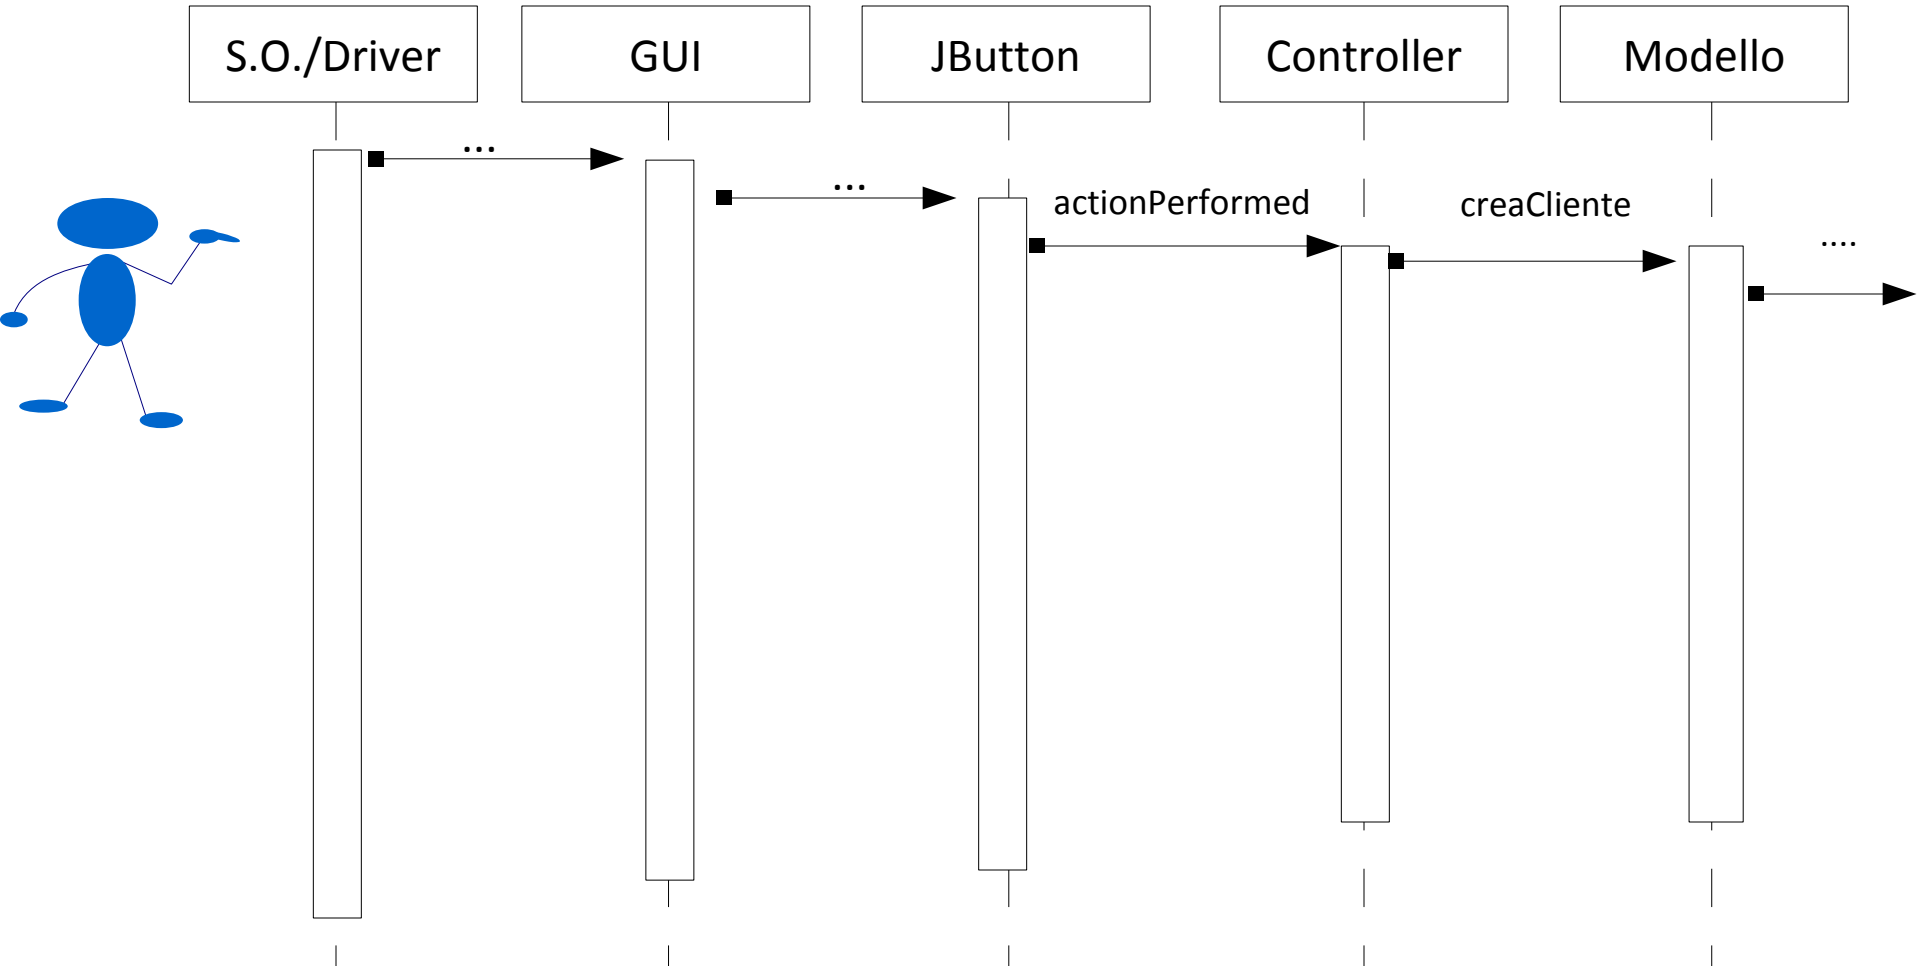 S.O./Driver
GUI
JButton
Controller
Modello
...
...
actionPerformed
creaCliente
....